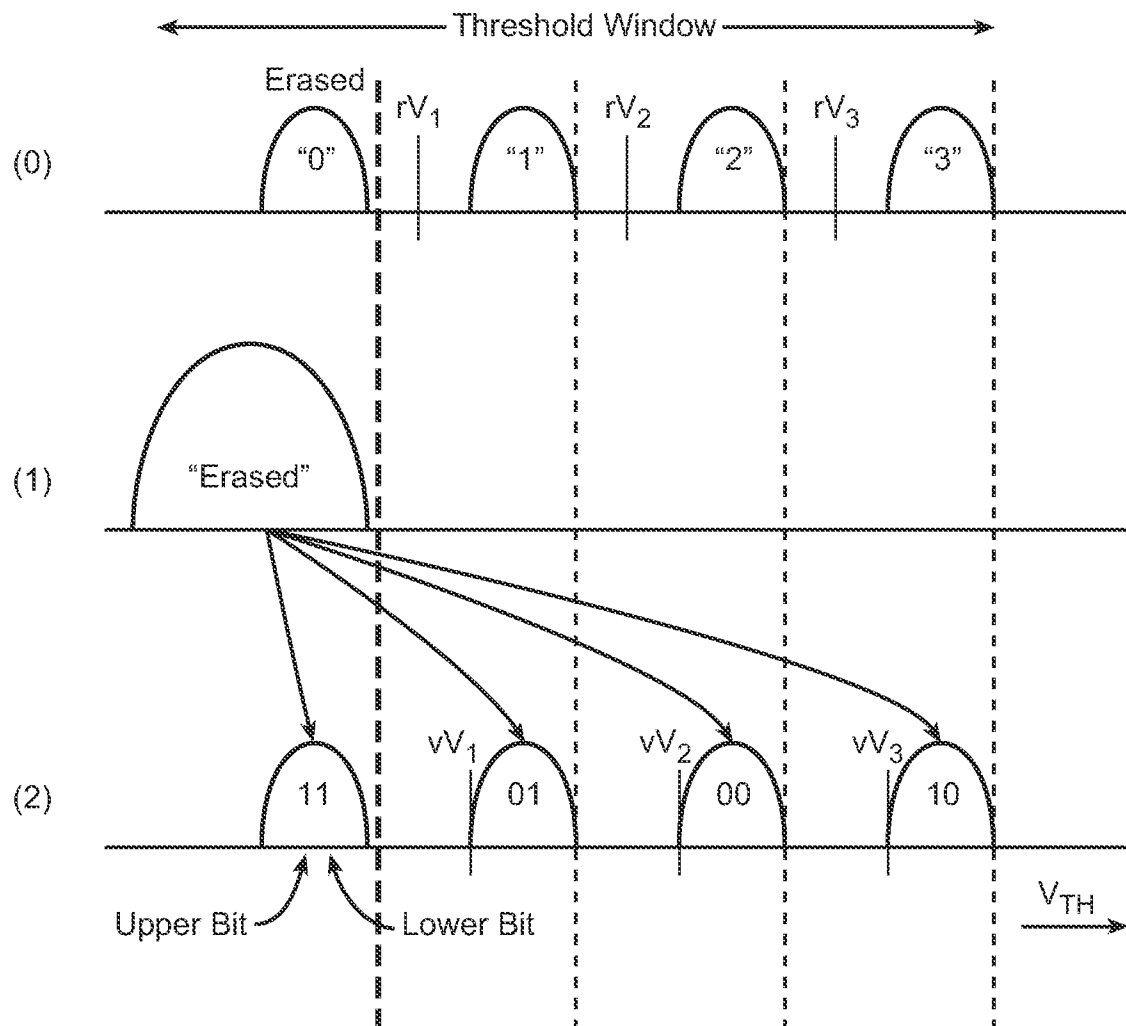 Threshold Window
Erased
rV1 rV2 rV3
(0) “0” “1” “2” “3”
(1) “Erased”
vV1 vV2 vV3
(2) 11 01 00 10
Upper Bit Lower Bit
VTH